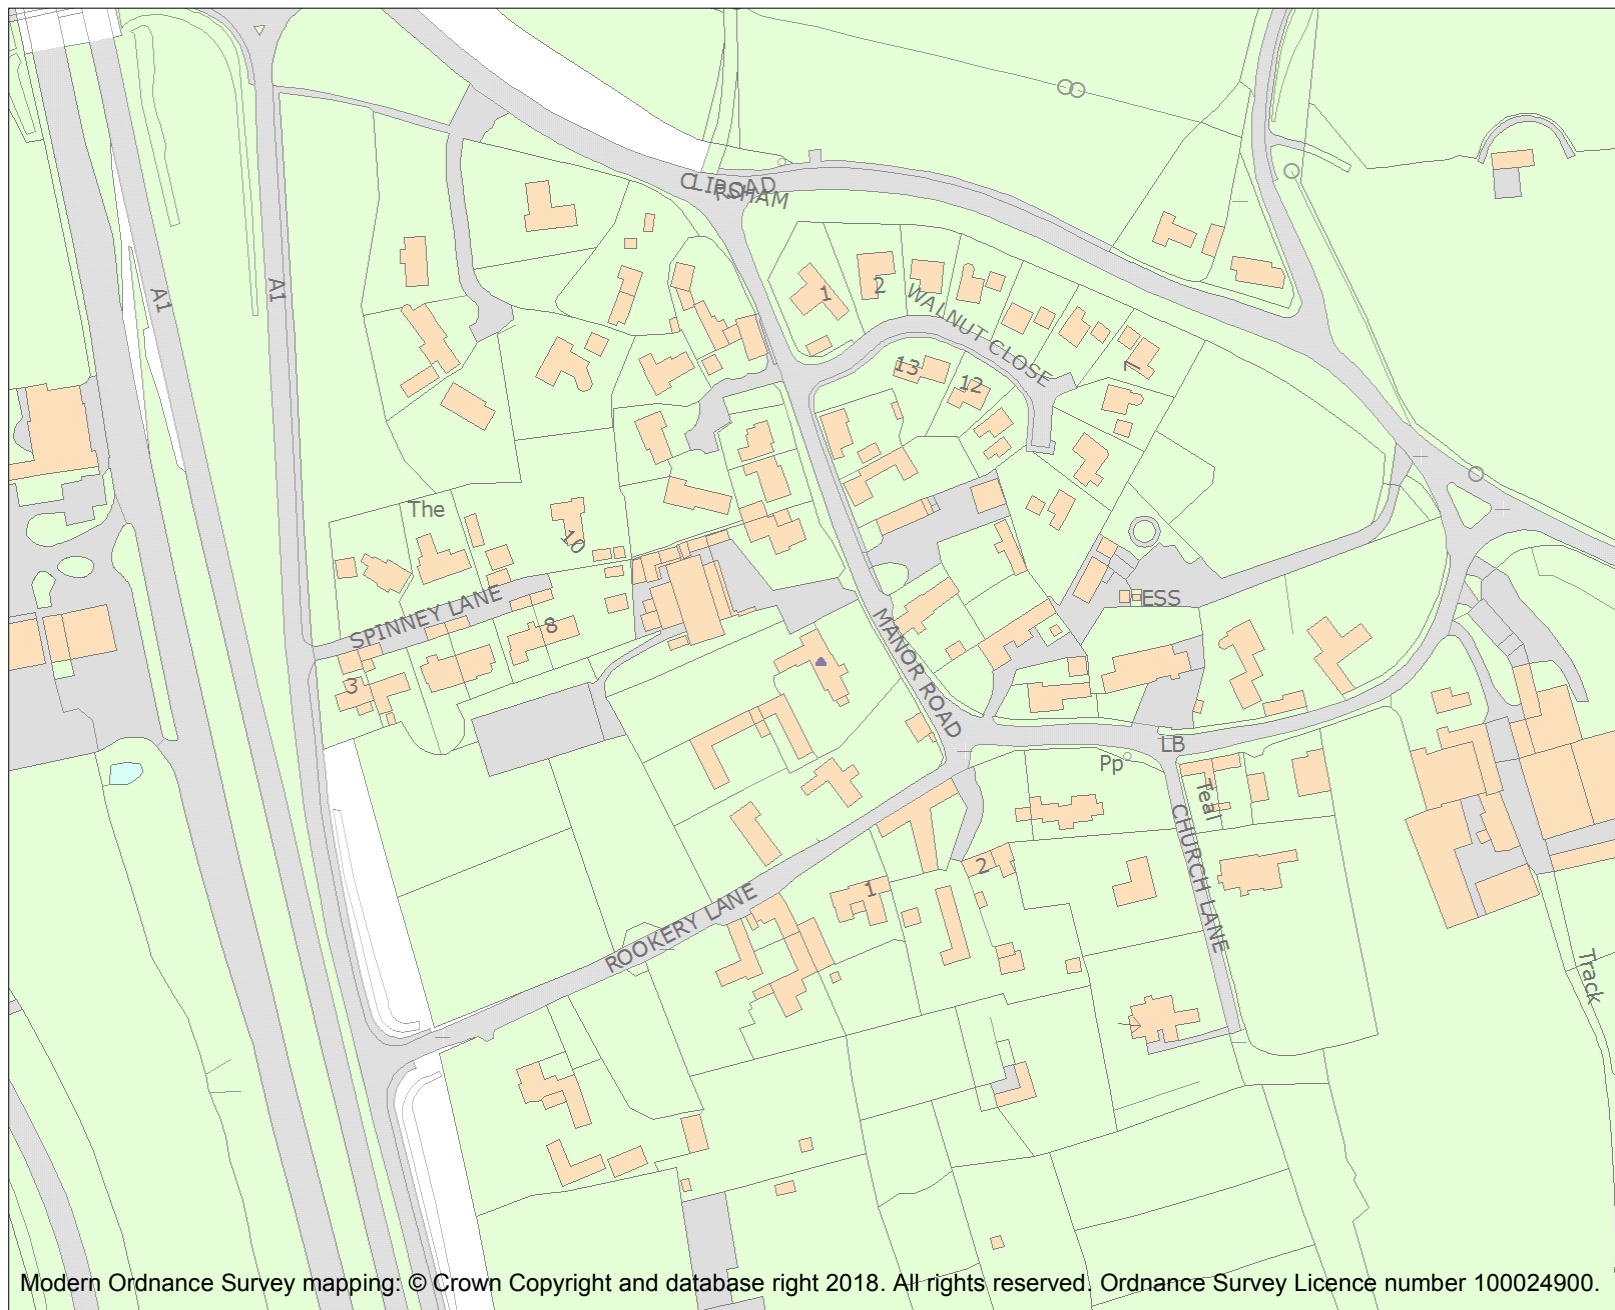 CLIPSHAM
ROAD
A1
A1
1
2
WALNUT CLOSE
7
13
12
The
10
SPINNEY LANE
8
3
ESS
MANOR ROAD
LB
Pp
Teal
CHURCH LANE
2
1
ROOKERY LANE
Track
Modern Ordnance Survey mapping: © Crown Copyright and database right 2018. All rights reserved. Ordnance Survey Licence number 100024900.